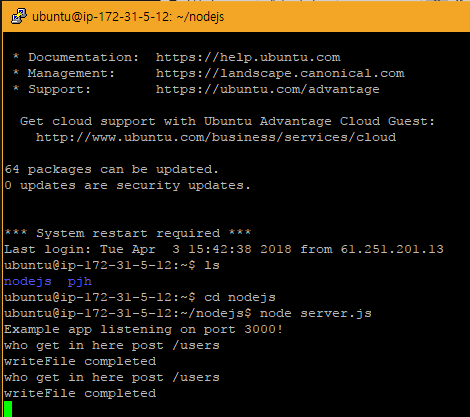 ubuntu@ip-172-31-5-12: ~/nodejs
* Documentation:  https://help.ubuntu.com
* Management:     https://landscape.canonical.com
* Support:        https://ubuntu.com/advantage
Get cloud support with Ubuntu Advantage Cloud Guest:
http://www.ubuntu.com/business/services/cloud
64 packages can be updated.
0 updates are security updates.
*** System restart required ***
Last login: Tue Apr  3 15:42:38 2018 from 61.251.201.13
ubuntu@ip-172-31-5-12:~$ ls
nodejs  pjh
ubuntu@ip-172-31-5-12:~$ cd nodejs
ubuntu@ip-172-31-5-12:~/nodejs$ node server.js
Example app listening on port 3000!
who get in here post /users
writeFile completed
who get in here post /users
writeFile completed